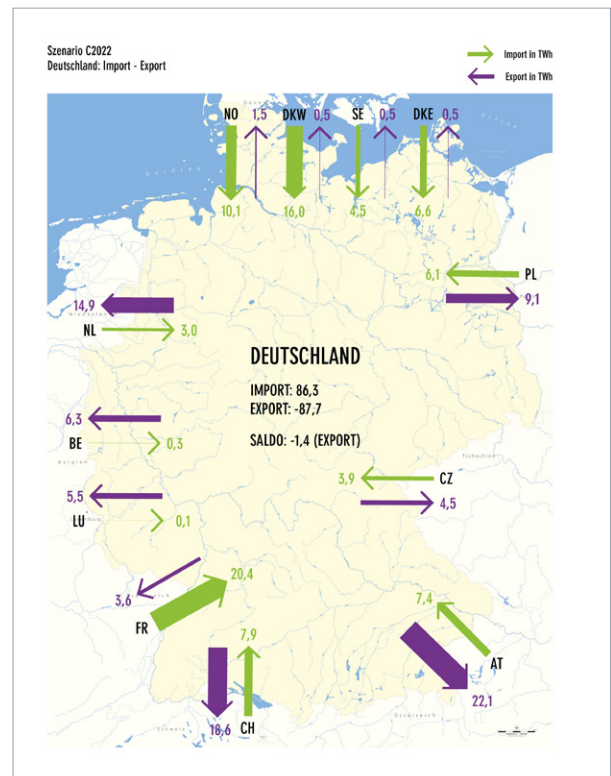 Szenario C2022
Deutschland: Import - Export
Import in TWh
Export in TWh
NO 1,5 DKW 0,5 SE 0,5 DKE 0,5
10,1 16,0 4,5 6,6
6,1 PL
9,1
14,9
NL 3,0
DEUTSCHLAND
IMPORT: 86,3
EXPORT: -87,7
SALDO: -1,4 (EXPORT)
6,3
BE 0,3
3,9 CZ
4,5
5,5
LU 0,1
20,4
3,6
FR
7,4
AT
22,1
7,9
18,6 CH
Schweiz
Österreich